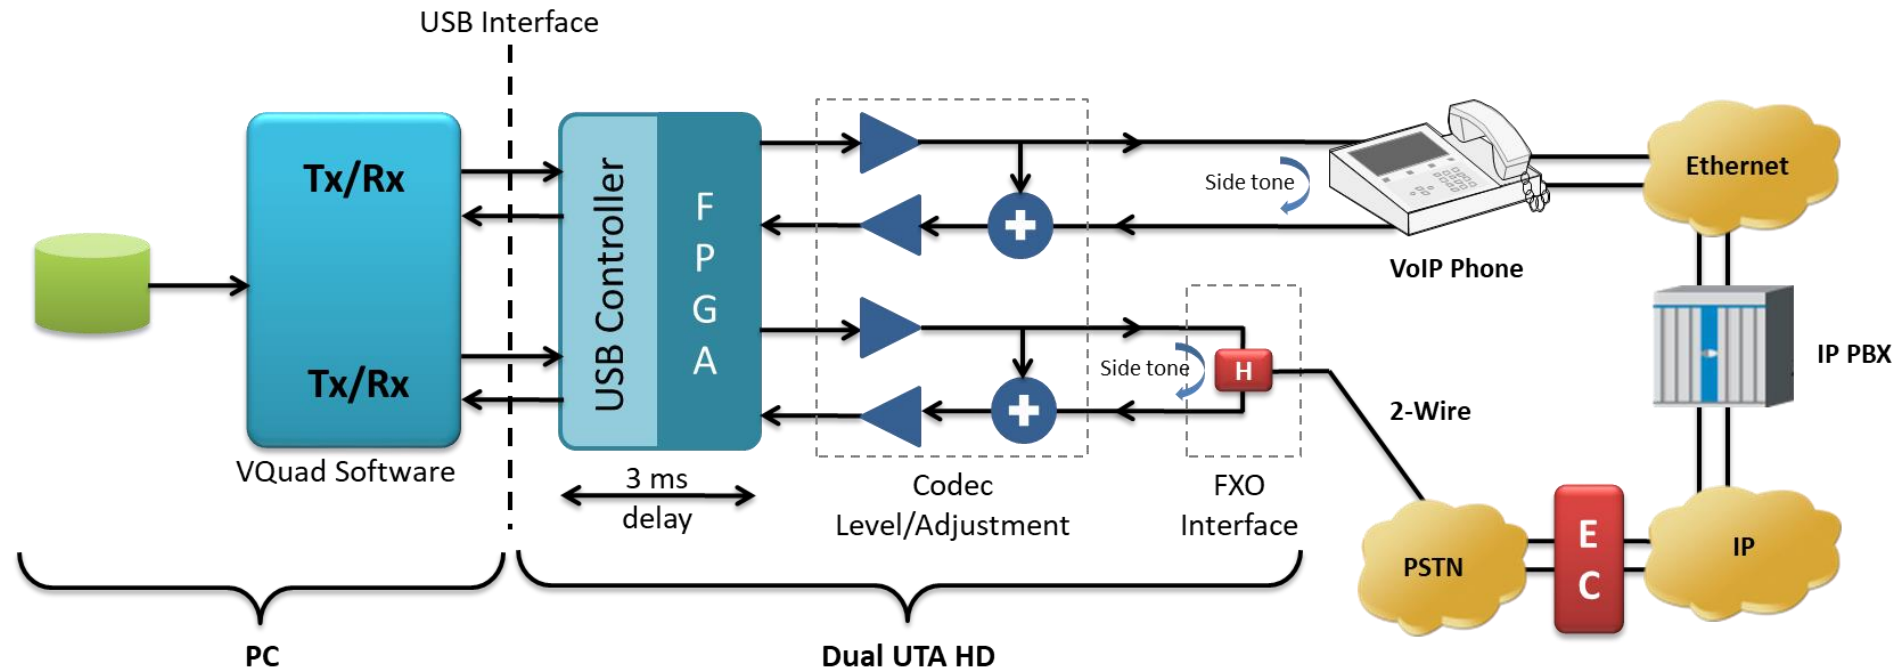 USB Interface
Tx/Rx
Tx/Rx
VQuad Software
USB Controller
F
P
G
A
3 ms
delay
Codec
Level/Adjustment
Side tone
Side tone
H
FXO
Interface
VoIP Phone
Ethernet
IP PBX
2-Wire
PSTN
E
C
IP
PC
Dual UTA HD